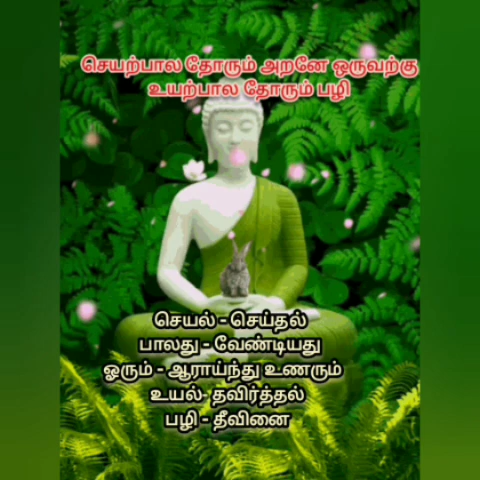 செயற்பால தோரும் அறனே ஒருவற்கு
உயற்பால தோரும் பழி
செயல் - செய்தல்
பாலது - வேண்டியது
ஓரும் - ஆராய்ந்து உணரும்
உயல்- தவிர்த்தல்
பழி - தீவினை